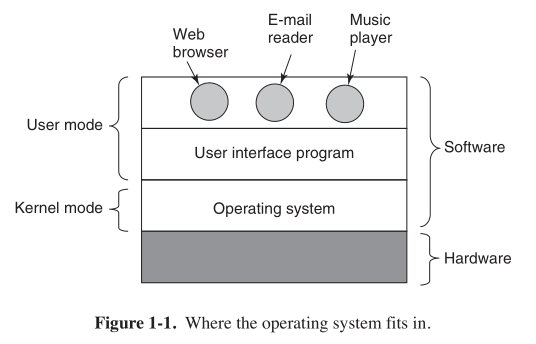 Web
browser
E-mail
reader
Music
player
User mode
User interface program
Software
Kernel mode
Operating system
Hardware
Figure 1-1. Where the operating system fits in.